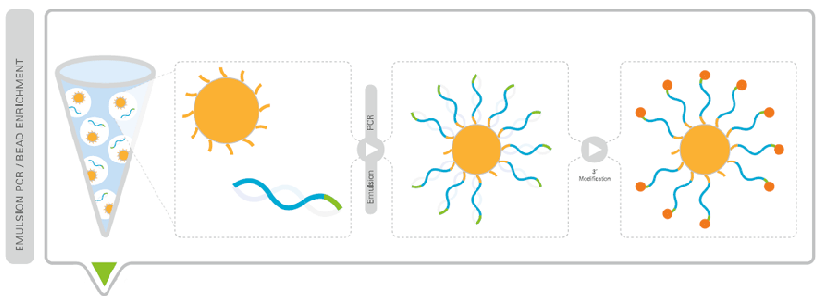 EMULSION PCR /BEAD ENRICHMENT
Emulsion PCR
3'
Modification